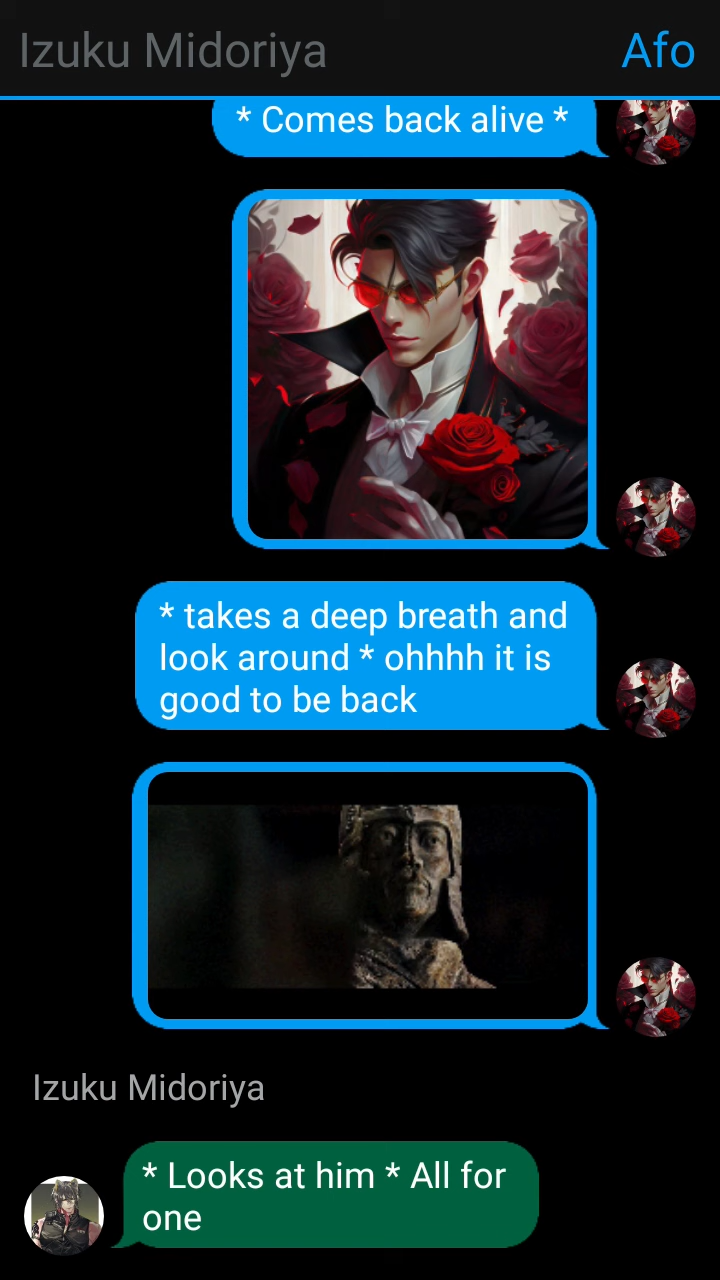 Izuku Midoriya
Afo
* Comes back alive *
* takes a deep breath and
look around * ohhhh it is
good to be back
Izuku Midoriya
* Looks at him * All for
one